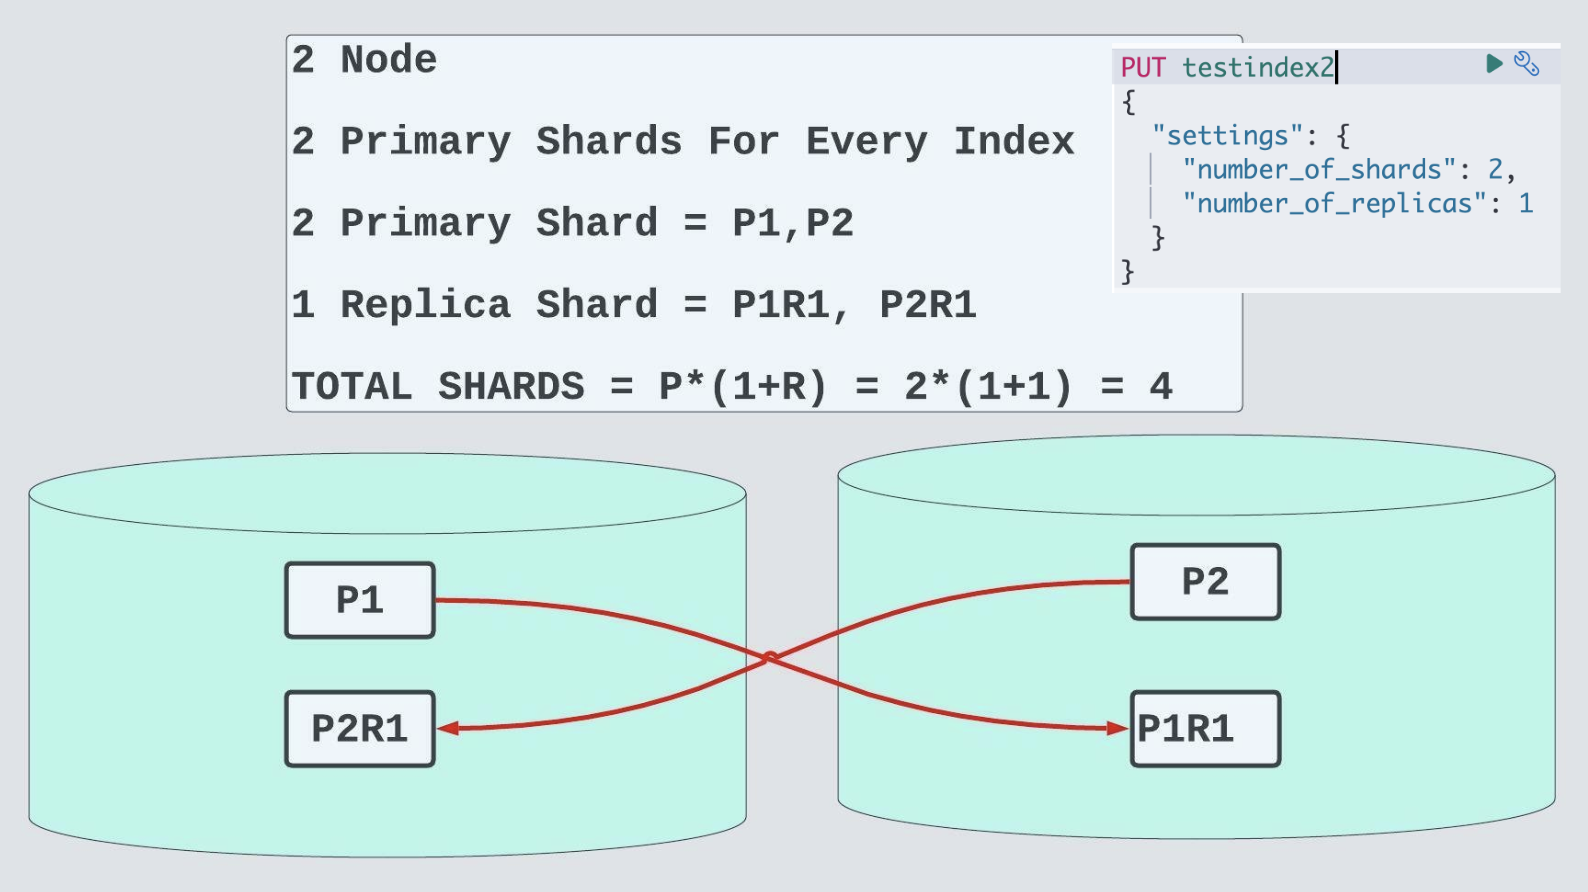 2 Node
2 Primary Shards For Every Index
2 Primary Shard = P1,P2
1 Replica Shard = P1R1, P2R1
TOTAL SHARDS = P*(1+R) = 2*(1+1) = 4
PUT testindex2
{
  "settings": {
    "number_of_shards": 2,
    "number_of_replicas": 1
  }
}
P1
P2
P2R1
P1R1